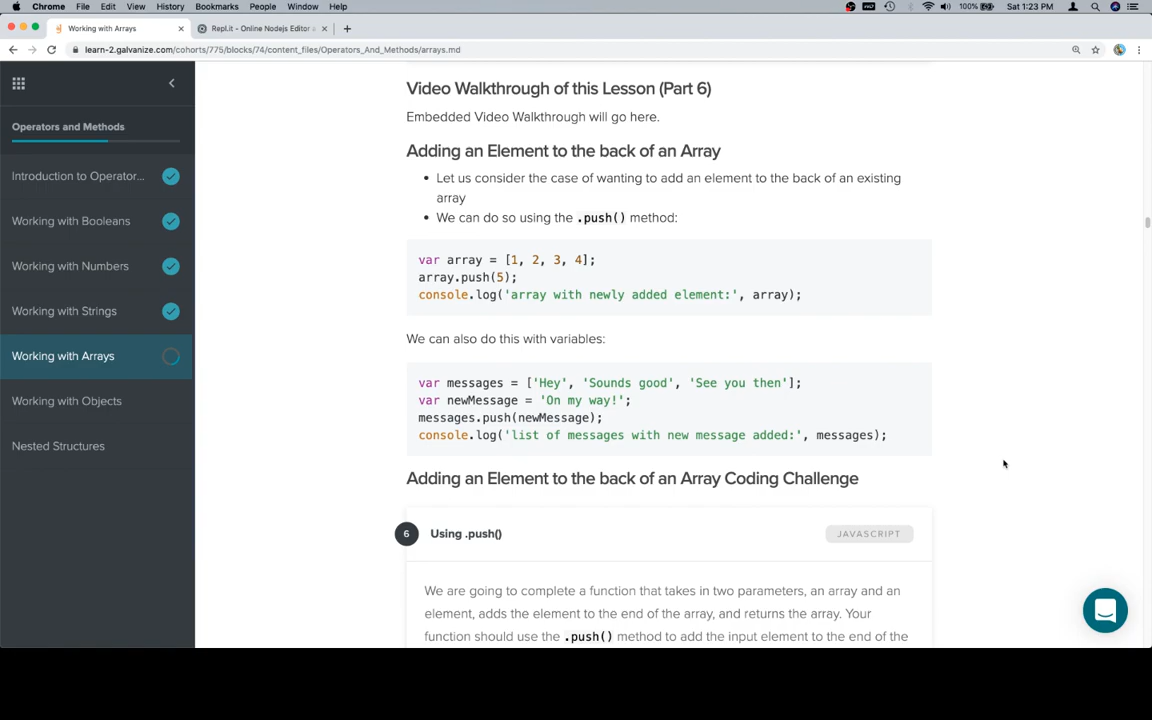 Chrome File Edit View History Bookmarks People Window Help 100% Sat 1:23 PM
Working with Arrays
Repl.it - Online Nodejs Editor
learn-2.galvanize.com/cohorts/775/blocks/74/content_files/Operators_And_Methods/arrays.md
Operators and Methods
Introduction to Operator...
Working with Booleans
Working with Numbers
Working with Strings
Working with Arrays
Working with Objects
Nested Structures
Video Walkthrough of this Lesson (Part 6)
Embedded Video Walkthrough will go here.
Adding an Element to the back of an Array
• Let us consider the case of wanting to add an element to the back of an existing
array
• We can do so using the .push() method:
var array = [1, 2, 3, 4];
array.push(5);
console.log('array with newly added element:', array);
We can also do this with variables:
var messages = ['Hey', 'Sounds good', 'See you then'];
var newMessage = 'On my way!';
messages.push(newMessage);
console.log('list of messages with new message added:', messages);
Adding an Element to the back of an Array Coding Challenge
6 Using .push() JAVASCRIPT
We are going to complete a function that takes in two parameters, an array and an
element, adds the element to the end of the array, and returns the array. Your
function should use the .push() method to add the input element to the end of the